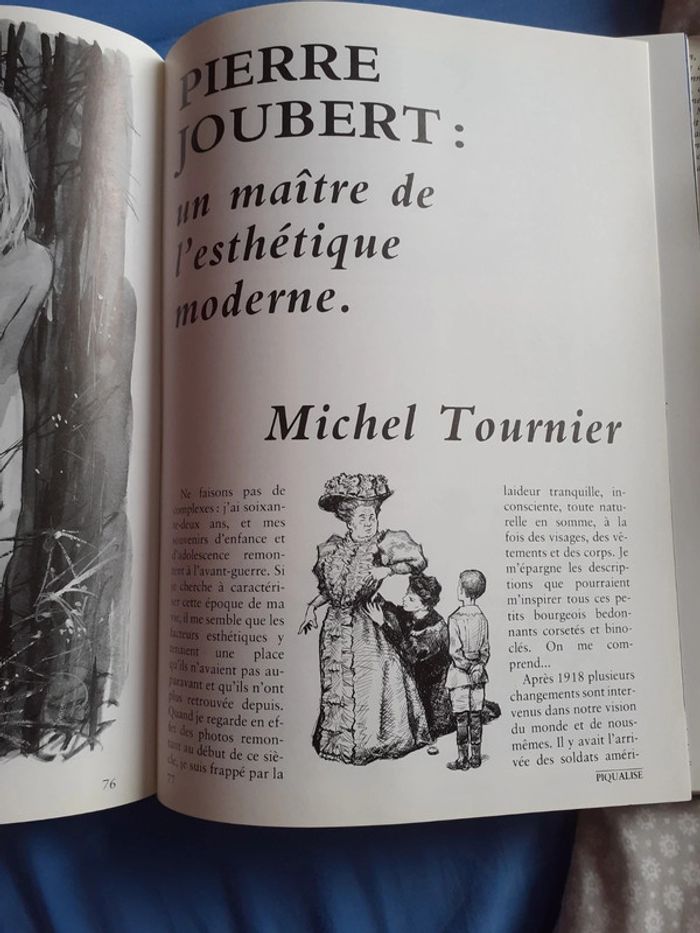 PIERRE
JOUBERT :
un maître de
l'esthétique
moderne.
Michel Tournier
Ne faisons pas de
complexes : j'ai soixan-
te-deux ans, et mes
souvenirs d'enfance et
d'adolescence remon-
tent à l'avant-guerre. Si
je cherche à caractéri-
ser cette époque de ma
vie, il me semble que les
facteurs esthétiques y
tenaient une place
qu'ils n'avaient pas au-
paravant et qu'ils n'ont
plus retrouvée depuis.
Quand je regarde en ef-
fet des photos remon-
tant au début de ce siè-
cle, je suis frappé par la
laideur tranquille, in-
consciente, toute natu-
relle en somme, à la
fois des visages, des vê-
tements et des corps. Je
m'épargne les descrip-
tions que pourraient
m'inspirer tous ces pe-
tits bourgeois bedon-
nants corsetés et bino-
clés. On me com-
prend...
Après 1918 plusieurs
changements sont inter-
venus dans notre vision
du monde et de nous-
mêmes. Il y avait l'arri-
vée des soldats améri-
76
77
PIQUALISE